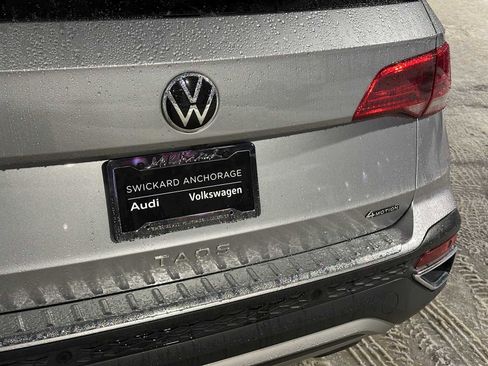 SWICKARD ANCHORAGE
Audi Volkswagen
4MOTION
TAOS